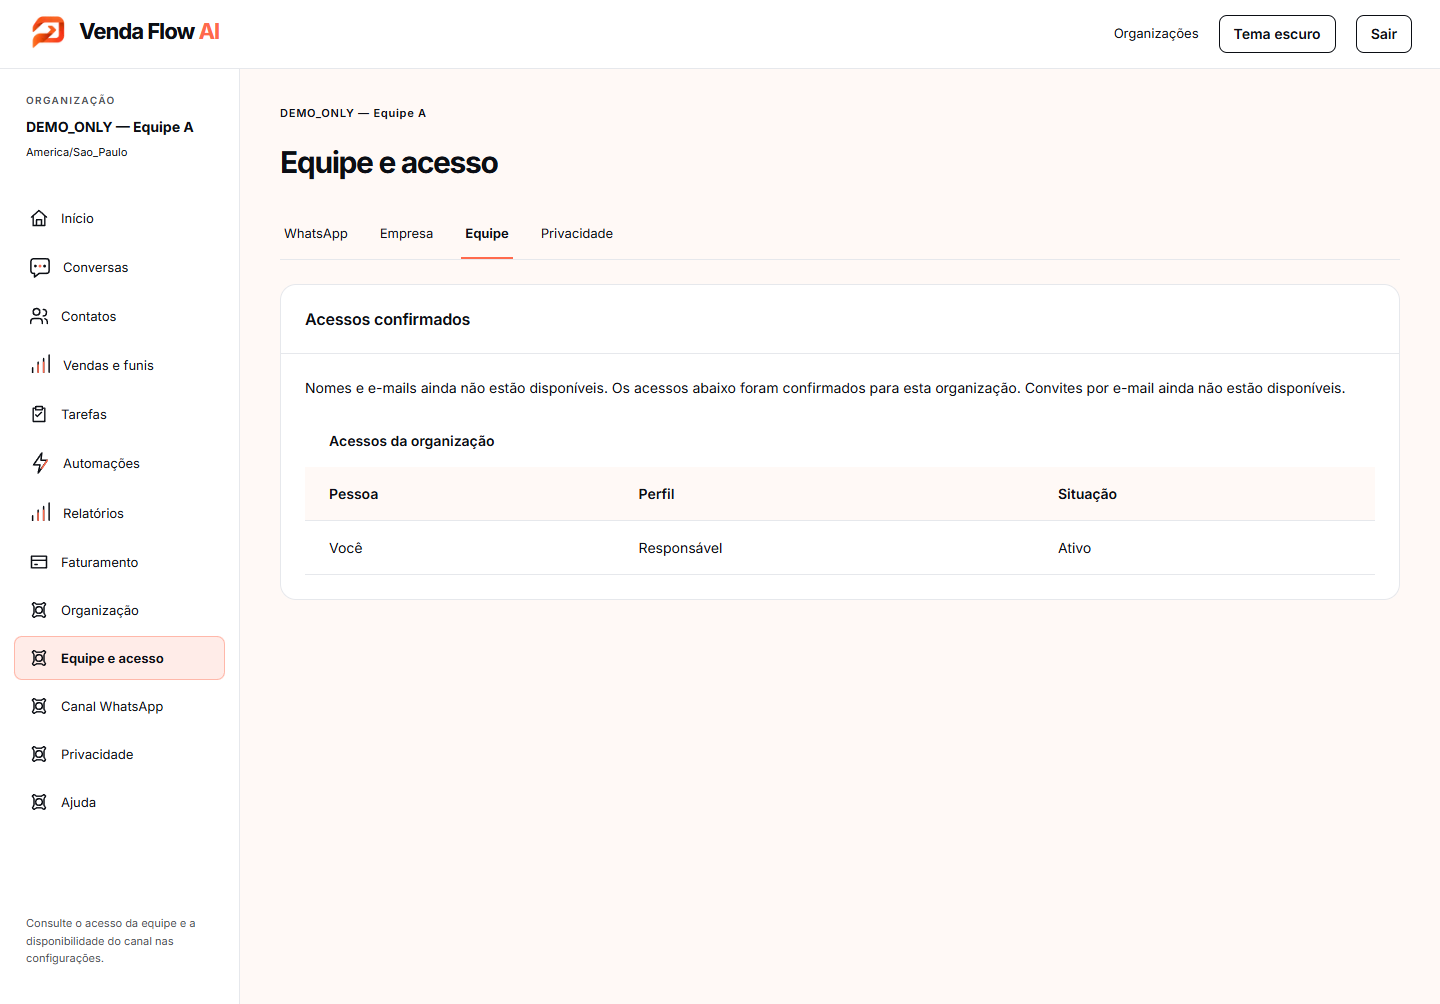 Venda Flow AI
Organizações
Tema escuro
Sair
ORGANIZAÇÃO
DEMO_ONLY — Equipe A
America/Sao_Paulo
Início
Conversas
Contatos
Vendas e funis
Tarefas
Automações
Relatórios
Faturamento
Organização
Equipe e acesso
Canal WhatsApp
Privacidade
Ajuda
Consulte o acesso da equipe e a
disponibilidade do canal nas
configurações.
DEMO_ONLY — Equipe A
Equipe e acesso
WhatsApp Empresa Equipe Privacidade
Acessos confirmados
Nomes e e-mails ainda não estão disponíveis. Os acessos abaixo foram confirmados para esta organização. Convites por e-mail ainda não estão disponíveis.
Acessos da organização
Pessoa Perfil Situação
Você Responsável Ativo